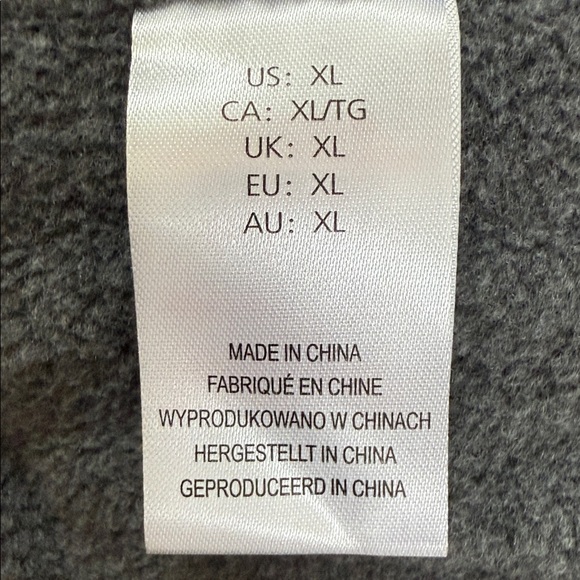 US: XL
CA: XL/TG
UK: XL
EU: XL
AU: XL
MADE IN CHINA
FABRIQUÉ EN CHINE
WYPRODUKOWANO W CHINACH
HERGESTELLT IN CHINA
GEPRODUCEERD IN CHINA